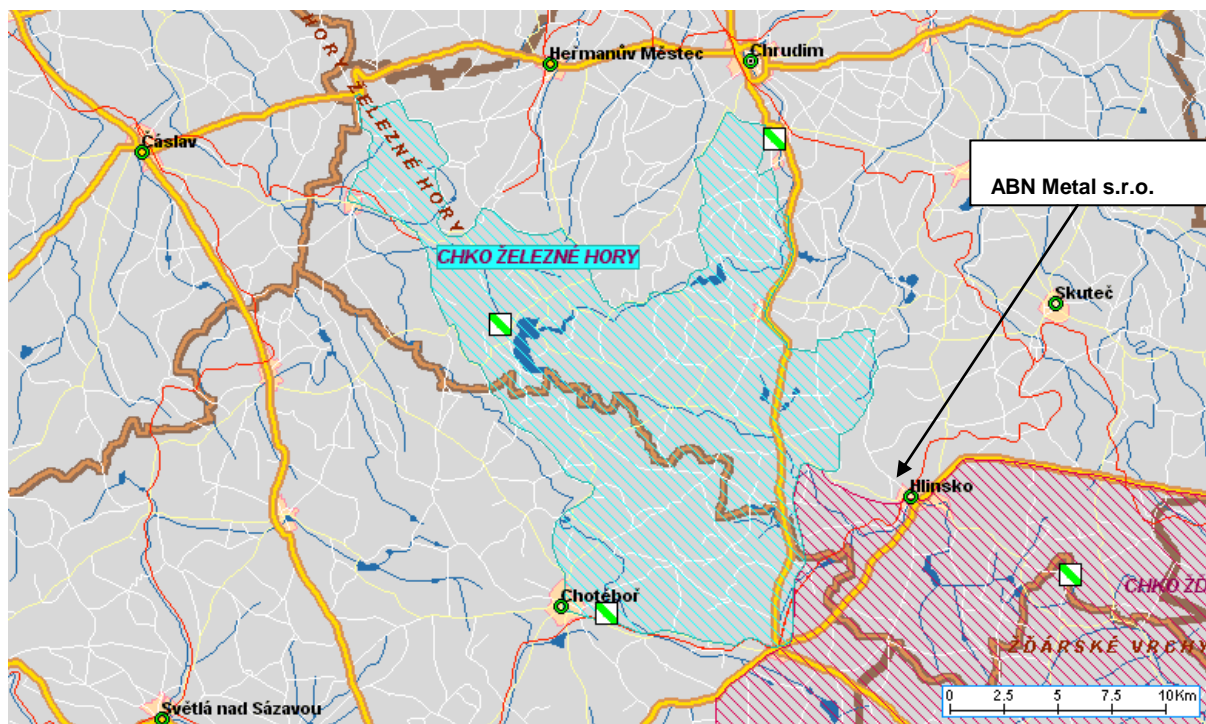 HORY ŽELEZNÉ HORY
Heřmanův Městec
Chrudim
Čáslav
ABN Metal s.r.o.
CHKO ŽELEZNÉ HORY
Skuteč
Hlinsko
CHKO ŽĎ
Chotěboř
ŽĎÁRSKÉ VRCHY
Světlá nad Sázavou
0 2.5 5 7.5 10Km